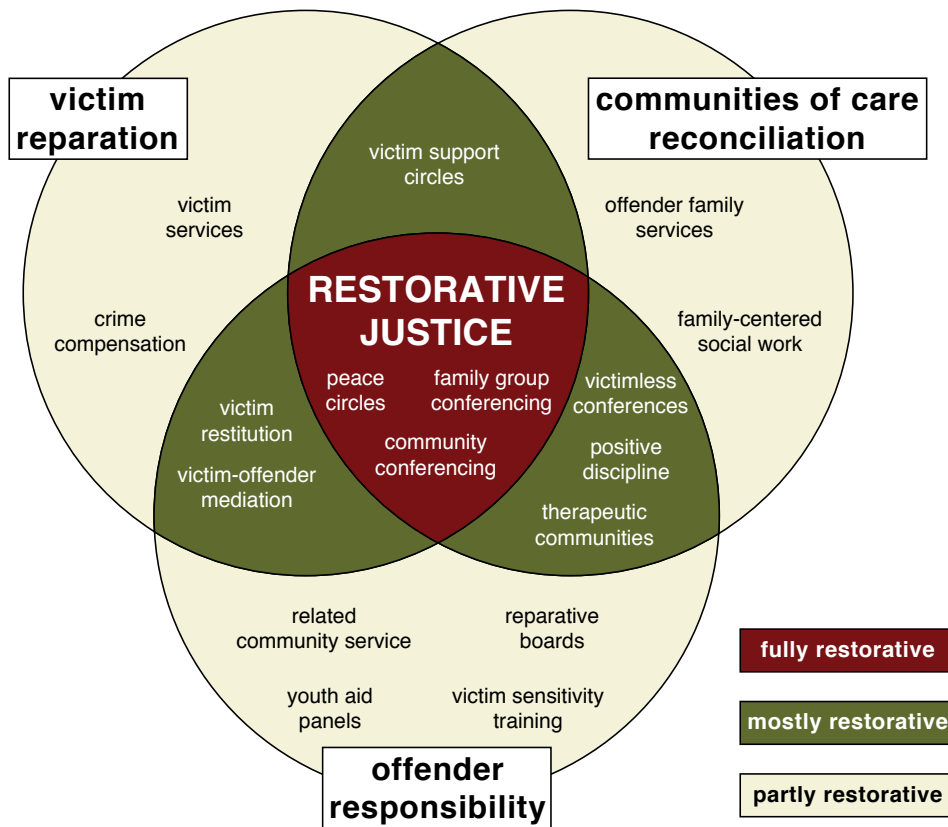 victim
reparation
communities of care
reconciliation
victim support
circles
victim
services
offender family
services
RESTORATIVE
JUSTICE
crime
compensation
family-centered
social work
peace
circles
family group
conferencing
victimless
conferences
victim
restitution
community
conferencing
positive
discipline
victim-offender
mediation
therapeutic
communities
related
community service
reparative
boards
fully restorative
youth aid
panels
victim sensitivity
training
mostly restorative
offender
responsibility
partly restorative